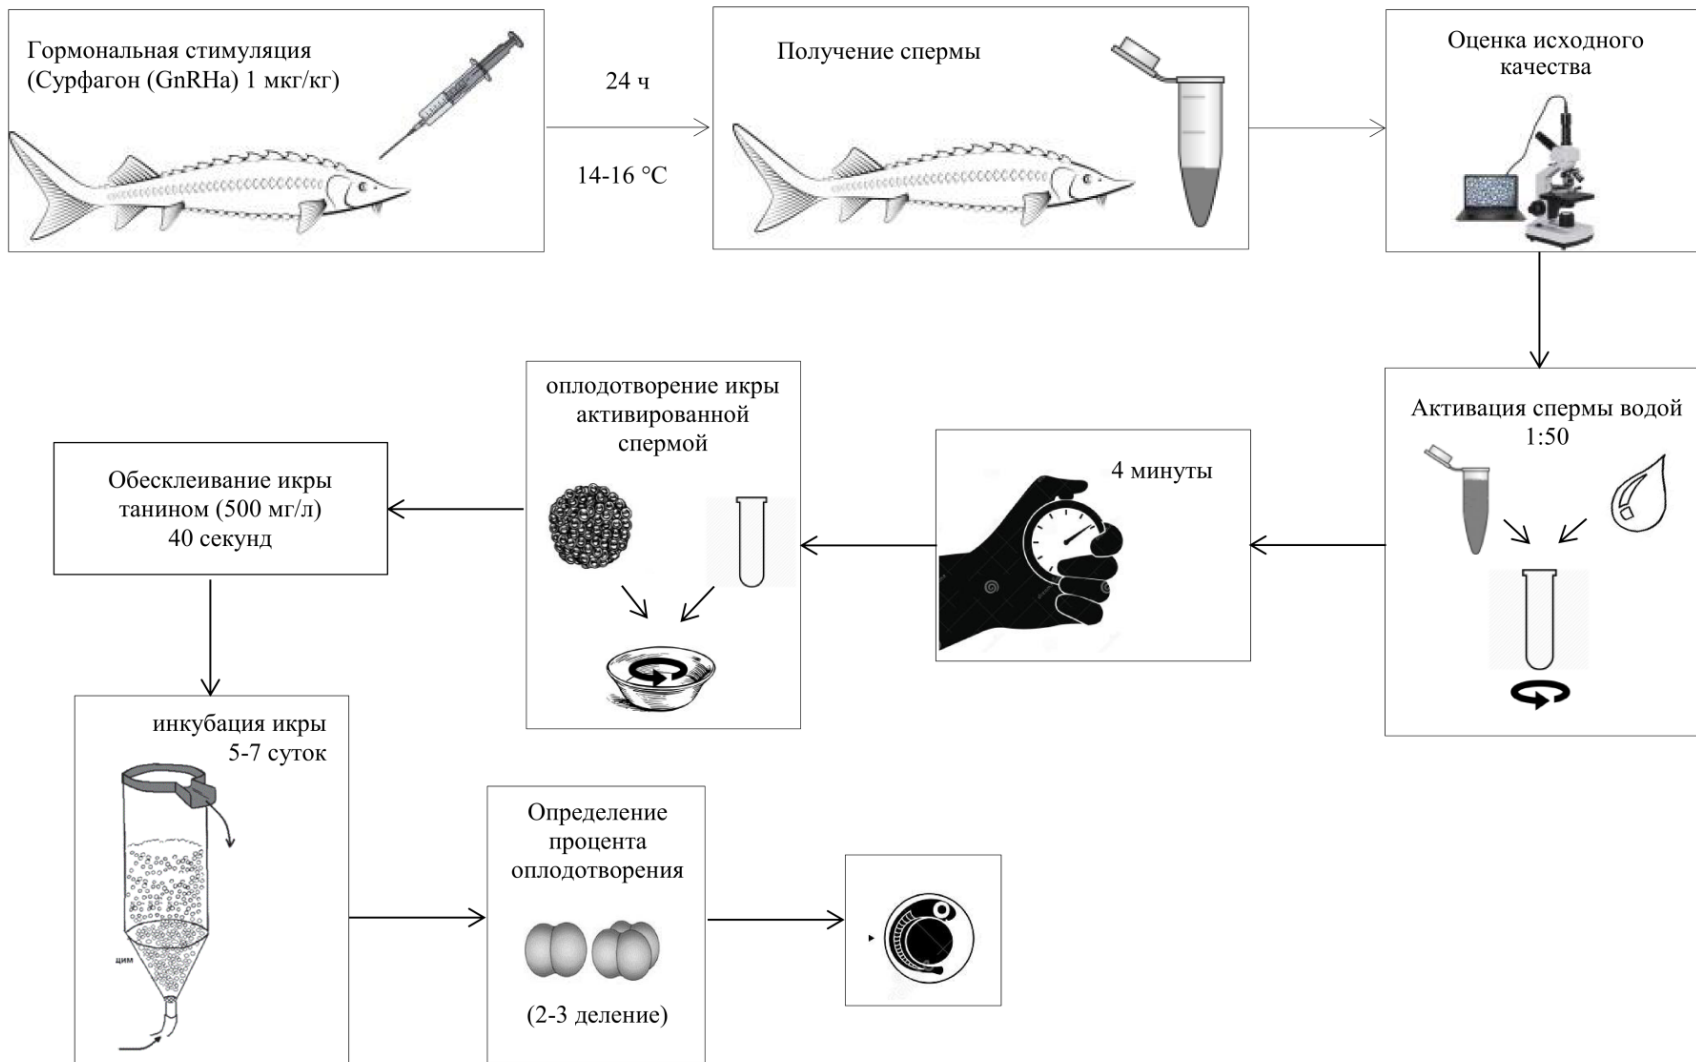 Гормональная стимуляция
(Сурфагон (GnRHa) 1 мкг/кг)
24 ч
14-16 °C
Получение спермы
Оценка исходного
качества
Активация спермы водой
1:50
4 минуты
оплодотворение икры
активированной
спермой
Обесклеивание икры
танином (500 мг/л)
40 секунд
инкубация икры
5-7 суток
цим
Определение
процента
оплодотворения
(2-3 деление)